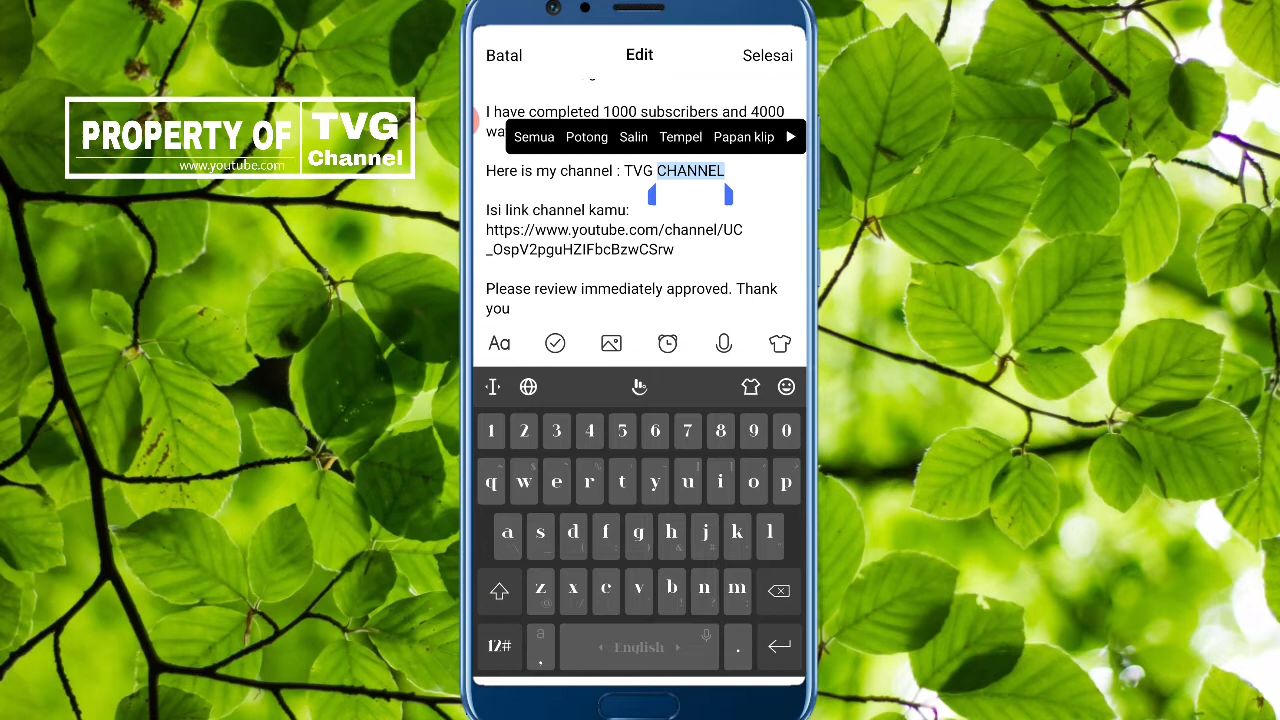 PROPERTY OF
TVG
Channel
www.youtube.com
Batal Edit Selesai
I have completed 1000 subscribers and 4000
Semua Potong Salin Tempel Papan klip
Here is my channel : TVG CHANNEL
Isi link channel kamu:
https://www.youtube.com/channel/UC
_OspV2pguHZIFbcBzwCSrw
Please review immediately approved. Thank
you
Aa
1 2 3 4 5 6 7 8 9 0
q w e r t y u i o p
a s d f g h j k l
z x c v b n m
12# , English .